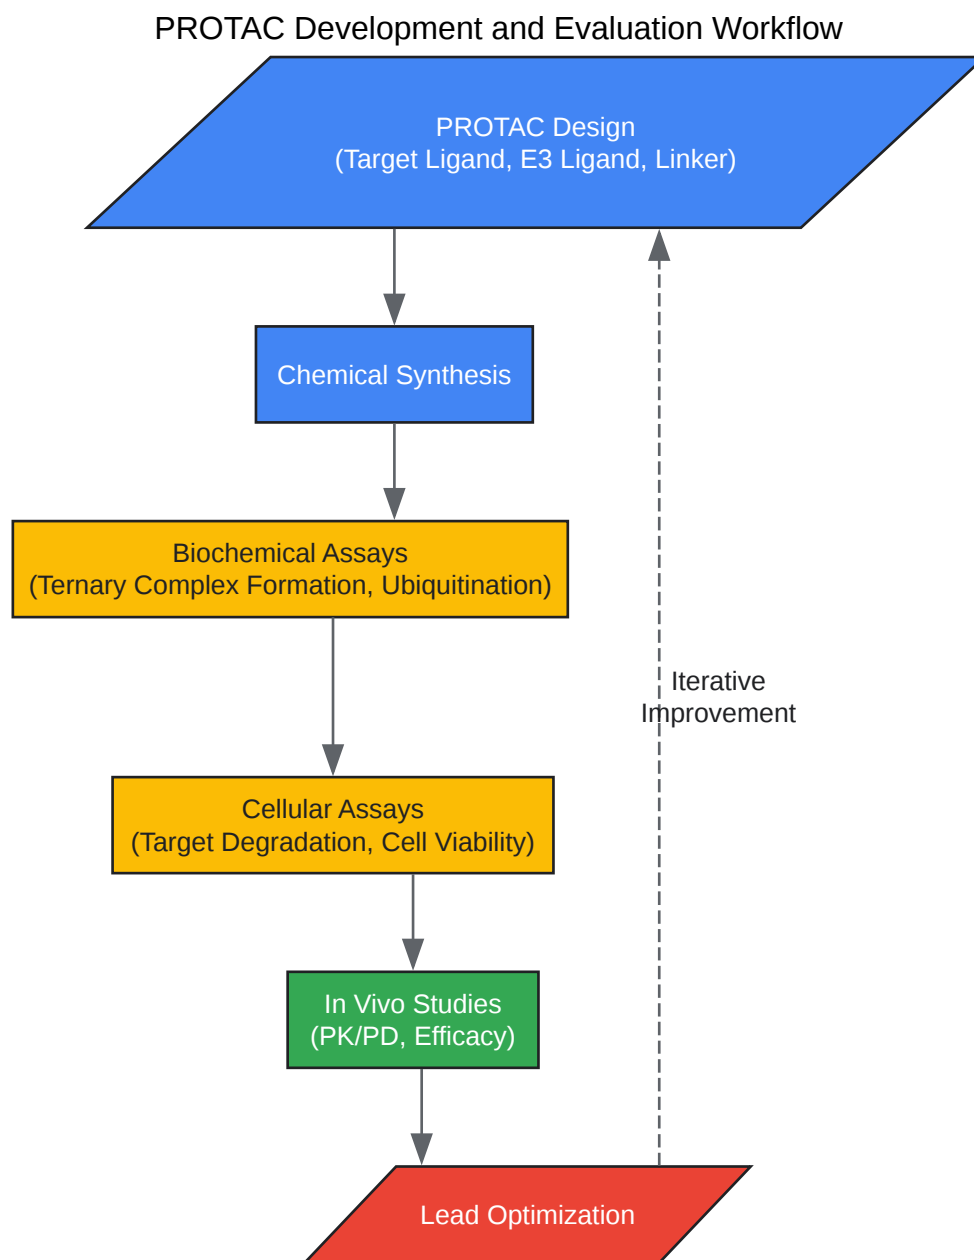 PROTAC Development and Evaluation Workflow
PROTAC Design
(Target Ligand, E3 Ligand, Linker)
Chemical Synthesis
Biochemical Assays
(Ternary Complex Formation, Ubiquitination)
Iterative
Improvement
Cellular Assays
(Target Degradation, Cell Viability)
In Vivo Studies
(PK/PD, Efficacy)
Lead Optimization